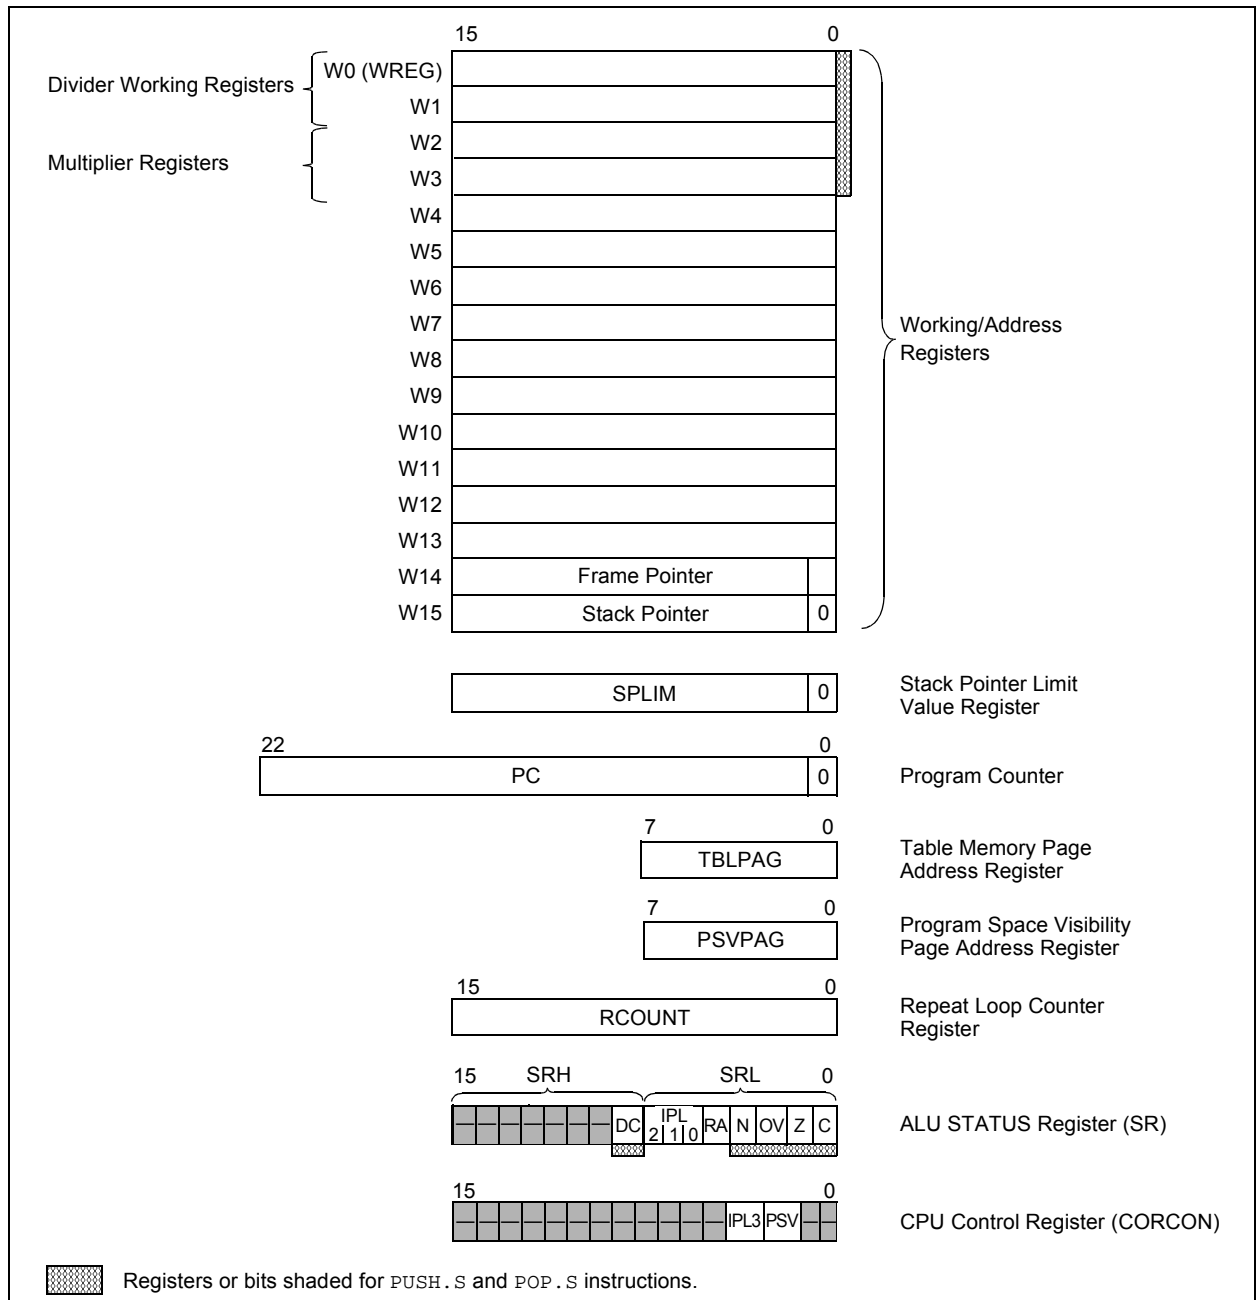 15 0
Divider Working Registers
W0 (WREG)
W1
Multiplier Registers
W2
W3
W4
W5
W6
W7
W8
W9
W10
W11
W12
W13
W14 Frame Pointer
W15 Stack Pointer 0
Working/Address
Registers
SPLIM 0
Stack Pointer Limit
Value Register
22 0
PC 0
Program Counter
7 0
TBLPAG
Table Memory Page
Address Register
7 0
PSVPAG
Program Space Visibility
Page Address Register
15 0
RCOUNT
Repeat Loop Counter
Register
15 SRH SRL 0
— — — — — — — DC IPL 2 1 0 RA N OV Z C
ALU STATUS Register (SR)
15 0
— — — — — — — — — — — — IPL3 PSV — —
CPU Control Register (CORCON)
Registers or bits shaded for PUSH.S and POP.S instructions.